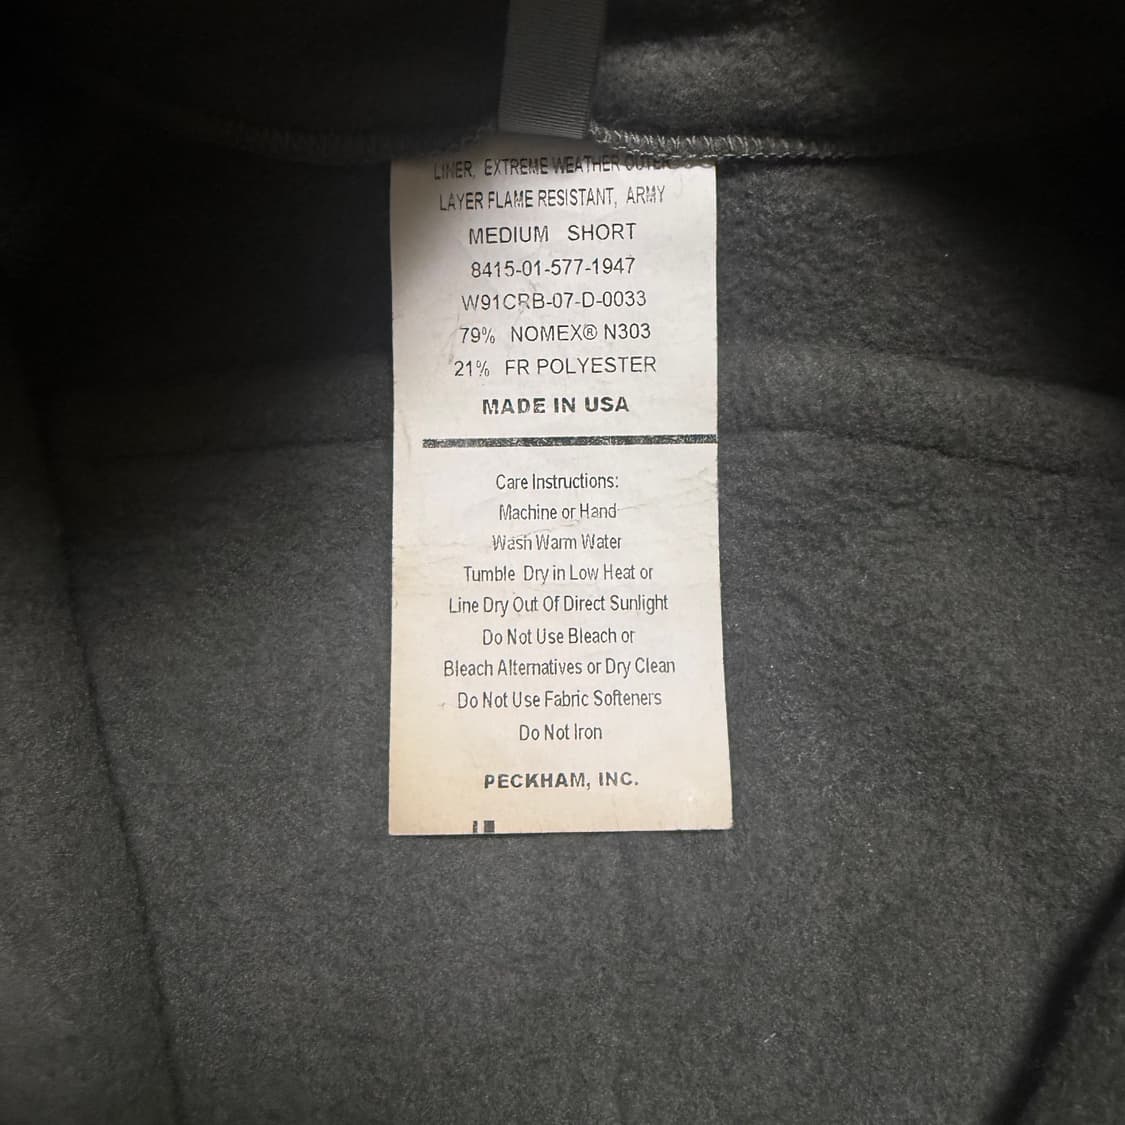 LINER, EXTREME WEATHER OUTER
LAYER FLAME RESISTANT, ARMY
MEDIUM SHORT
8415-01-577-1947
W91CRB-07-D-0033
79% NOMEX® N303
21% FR POLYESTER
MADE IN USA
Care Instructions:
Machine or Hand
Wash Warm Water
Tumble Dry in Low Heat or
Line Dry Out Of Direct Sunlight
Do Not Use Bleach or
Bleach Alternatives or Dry Clean
Do Not Use Fabric Softeners
Do Not Iron
PECKHAM, INC.